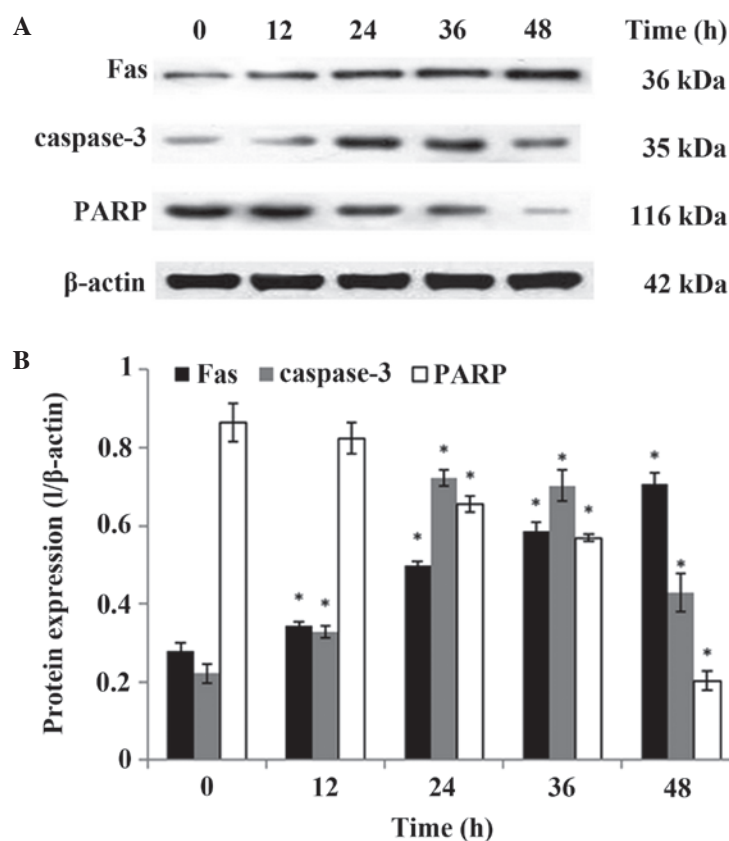 A
0 12 24 36 48 Time (h)
Fas 36 kDa
caspase-3 35 kDa
PARP 116 kDa
β-actin 42 kDa
B
1
Fas caspase-3 PARP
0.8
0.6
0.4
0.2
0
Protein expression (l/β-actin)
* * * * * * * * * * *
0 12 24 36 48
Time (h)